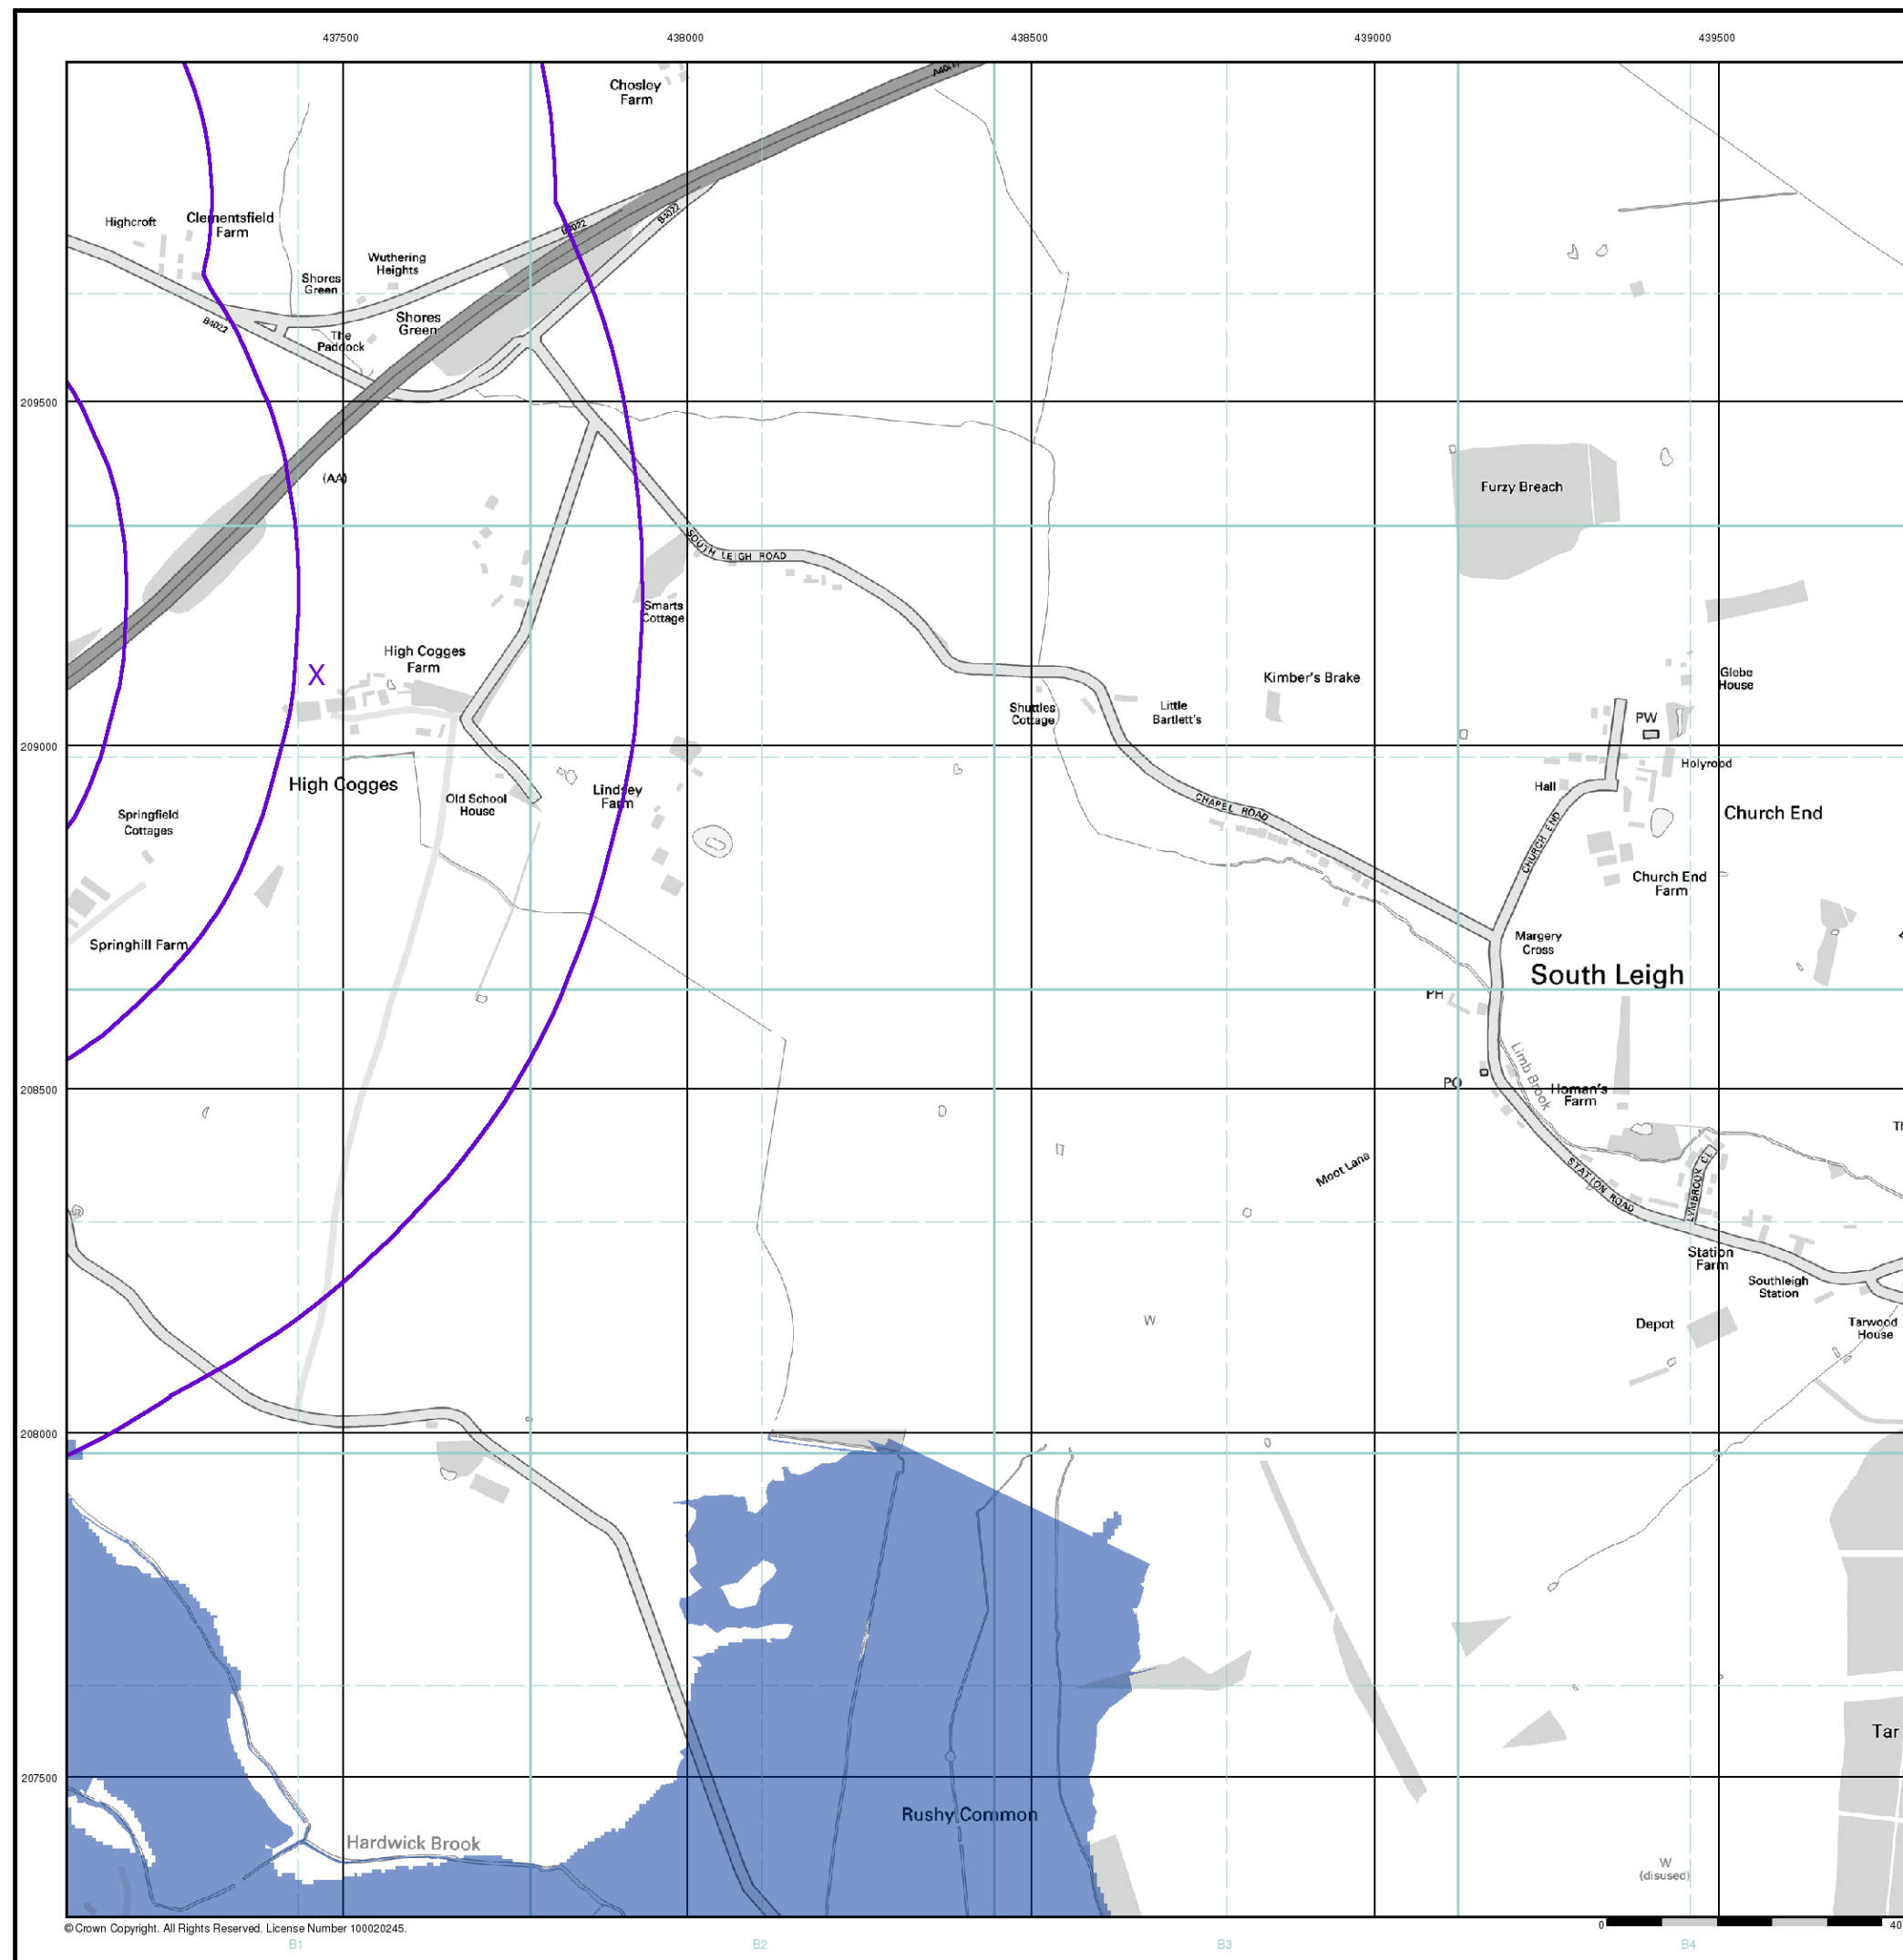 437500
438000
438500
439000
439500
Chosley
Farm
Highcroft
Clementsfield
Farm
B4022
B4022
Wuthering
Heights
Shores
Green
Shores
Green
B4022
The
Paddock
209500
(AA)
Furzy Breach
SOUTH LEIGH ROAD
Smarts
Cottage
High Cogges
Farm
X
Kimber's Brake
Glebe
House
Shuttles
Cottage
Little
Bartlett's
PW
209000
Holyrood
High Cogges
Old School
House
Lindsey
Farm
Hall
CHAPEL ROAD
Church End
Springfield
Cottages
CHURCH END
Church End
Farm
Springhill Farm
Margery
Cross
South Leigh
PH
Limb Brook
208500
PO
Homan's
Farm
Moot Lane
STATION ROAD
LYMBROOK CL
Station
Farm
Southleigh
Station
W
Depot
Tarwood
House
208000
Tar
207500
Rushy Common
Hardwick Brook
W
(disused)
© Crown Copyright. All Rights Reserved. License Number 100020245.
0
40
B1
B2
B3
B4